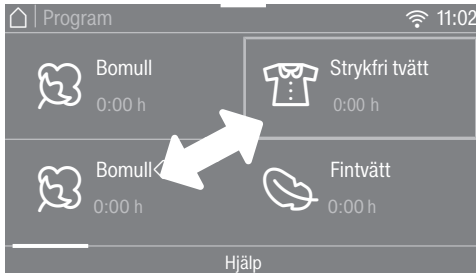 Program 11:02
Bomull
0:00 h
Strykfri tvätt
0:00 h
Bomull
0:00 h
Fintvätt
0:00 h
Hjälp